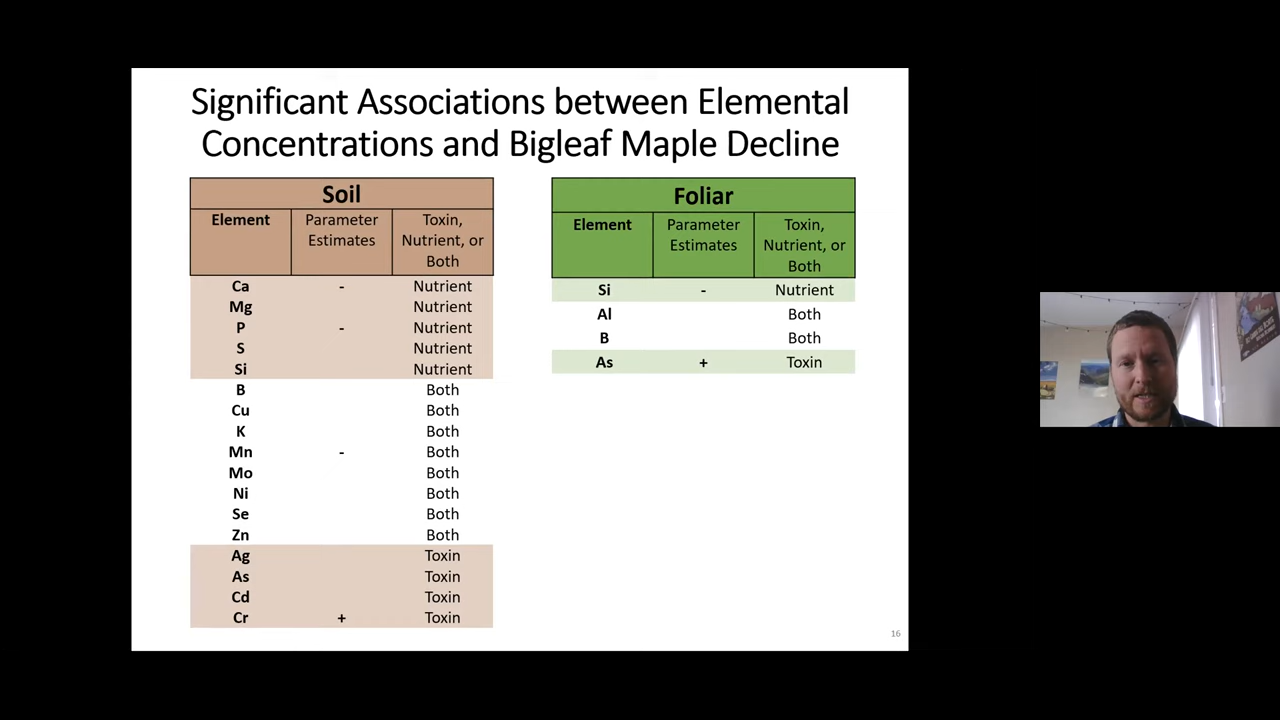 Significant Associations between Elemental
Concentrations and Bigleaf Maple Decline
Soil
Element Parameter Estimates Toxin, Nutrient, or Both
Ca - Nutrient
Mg Nutrient
P - Nutrient
S Nutrient
Si Nutrient
B Both
Cu Both
K Both
Mn - Both
Mo Both
Ni Both
Se Both
Zn Both
Ag Toxin
As Toxin
Cd Toxin
Cr + Toxin
Foliar
Element Parameter Estimates Toxin, Nutrient, or Both
Si - Nutrient
Al Both
B Both
As + Toxin
16